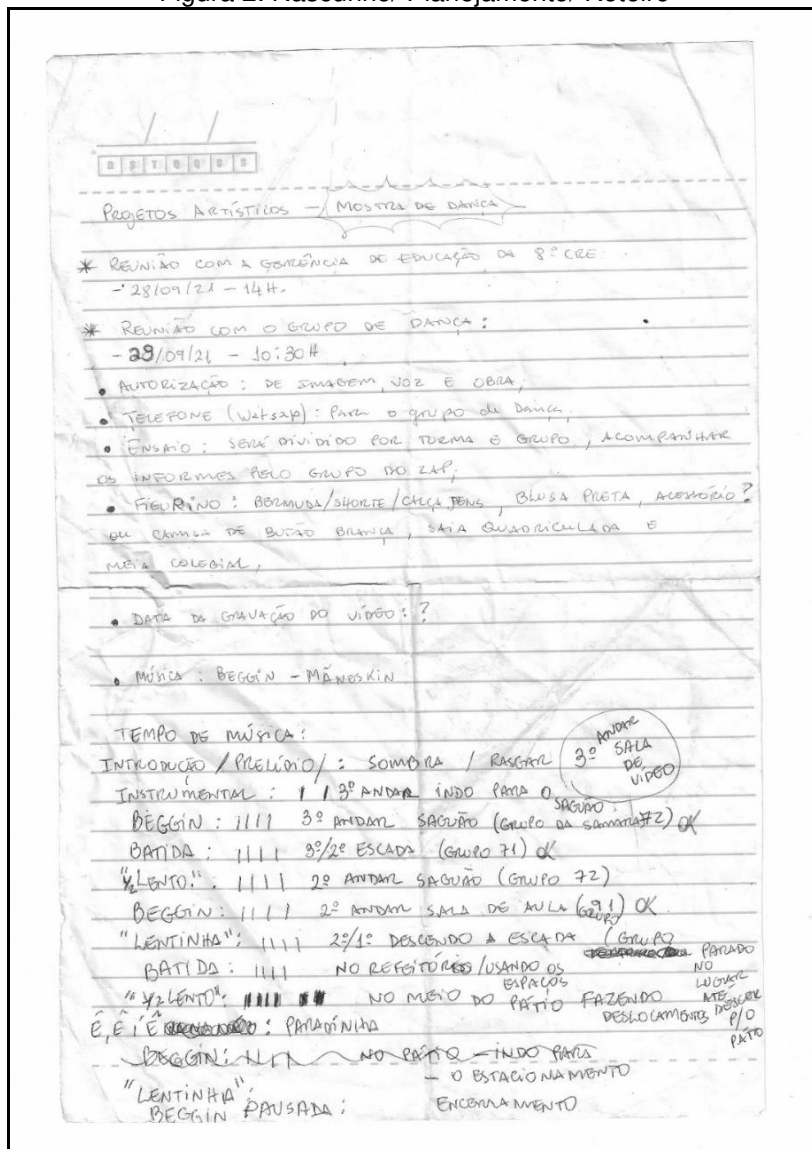 Figura 2: Rascunho/ Planejamento/ Roteiro
D S T Q Q S S
PROJETOS ARTÍSTICOS - MOSTRA DE DANÇA
* REUNIÃO COM A GERÊNCIA DE EDUCAÇÃO DA 8ª CRE:
- 28/09/21 - 14H.
* REUNIÃO COM O GRUPO DE DANÇA:
- 29/09/21 - 10:30H
• AUTORIZAÇÃO: DE IMAGEM, VOZ E OBRA,
• TELEFONE (Watsap): Para o grupo de Dança,
• ENSAIO: SERÁ DIVIDIDO POR TURMA E GRUPO, ACOMPANHAR
OS INFORMES PELO GRUPO DO ZAP;
• FIGURINO: BERMUDA/SHORTE/CALÇA JENS, BLUSA PRETA, ACESSÓRIO?
OU CAMISA DE BUTÃO BRANCA, SAIA QUADRICULADA E
MEIA COLEGIAL,
• DATA DA GRAVAÇÃO DO VÍDEO: ?
• MÚSICA: BEGGIN - MÃNESKIN
TEMPO DE MÚSICA:
INTRODUÇÃO / PRELÚDIO/: SOMBRA / RASGAR 3º ANDAR SALA DE VIDEO
INSTRUMENTAL: | | 3º ANDAR INDO PARA O SAGUÃO
BEGGIN: |||| 3º ANDAR SAGUÃO (GRUPO DA SAMARA 72) OK
BATIDA: |||| 3º/2º ESCADA (GRUPO 71) OK
"½ LENTO": |||| 2º ANDAR SAGUÃO (GRUPO 72)
BEGGIN: |||| 2º ANDAR SALA DE AULA (GRUPO 91) OK
"LENTINHA": |||| 2º/1º DESCENDO A ESCADA (GRUPO PARADO NO LUGAR ATE DESCER P/O PATIO
BATIDA: |||| NO REFEITÓRIO/USANDO OS ESPAÇOS
"½ LENTO": |||| NO MEIO DO PÁTIO FAZENDO DESLOCAMENTOS
Ê, Ê, Ê: PARADINHA
BEGGIN: |||| NO PÁTIO - INDO PARA
- O ESTACIONAMENTO
"LENTINHA":
BEGGIN PAUSADA: ENCERRAMENTO